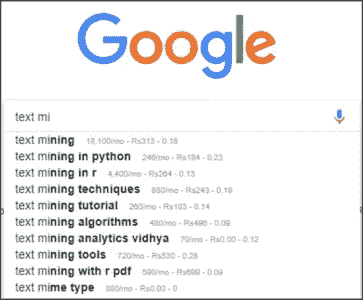 Google
text mi
text mining 18,100/mo - Rs313 - 0.19
text mining in python 246/mo - Rs184 - 0.23
text mining in r 4,400/mo - Rs264 - 0.13
text mining techniques 880/mo - Rs243 - 0.19
text mining tutorial 260/mo - Rs183 - 0.14
text mining algorithms 480/mo - Rs496 - 0.09
text mining analytics vidhya 70/mo - Rs0.00 - 0.12
text mining tools 720/mo - Rs530 - 0.28
text mining with r pdf 590/mo - Rs699 - 0.09
text mime type 880/mo - Rs0.00 - 0